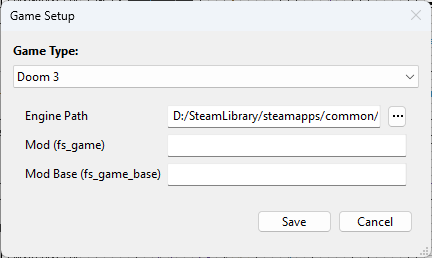 Game Setup
Game Type:
Doom 3
Engine Path D:/SteamLibrary/steamapps/common/ ...
Mod (fs_game)
Mod Base (fs_game_base)
Save Cancel